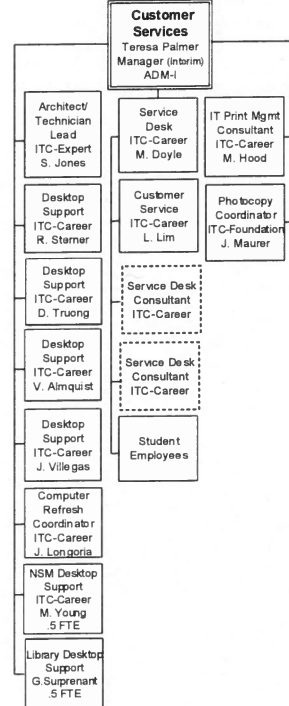 Customer
Services
Teresa Palmer
Manager (Interim)
ADM-I
Architect/
Technician
Lead
ITC-Expert
S. Jones
Desktop
Support
ITC-Career
R. Sterner
Desktop
Support
ITC-Career
D. Truong
Desktop
Support
ITC-Career
V. Almquist
Desktop
Support
ITC-Career
J. Villegas
Computer
Refresh
Coordinator
ITC-Career
J. Longoria
NSM Desktop
Support
ITC-Career
M. Young
.5 FTE
Library Desktop
Support
G.Surprenant
.5 FTE
Service
Desk
ITC-Career
M. Doyle
Customer
Service
ITC-Career
L. Lim
Service Desk
Consultant
ITC-Career
Service Desk
Consultant
ITC-Career
Student
Employees
IT Print Mgmt
Consultant
ITC-Career
M. Hood
Photocopy
Coordinator
ITC-Foundation
J. Maurer